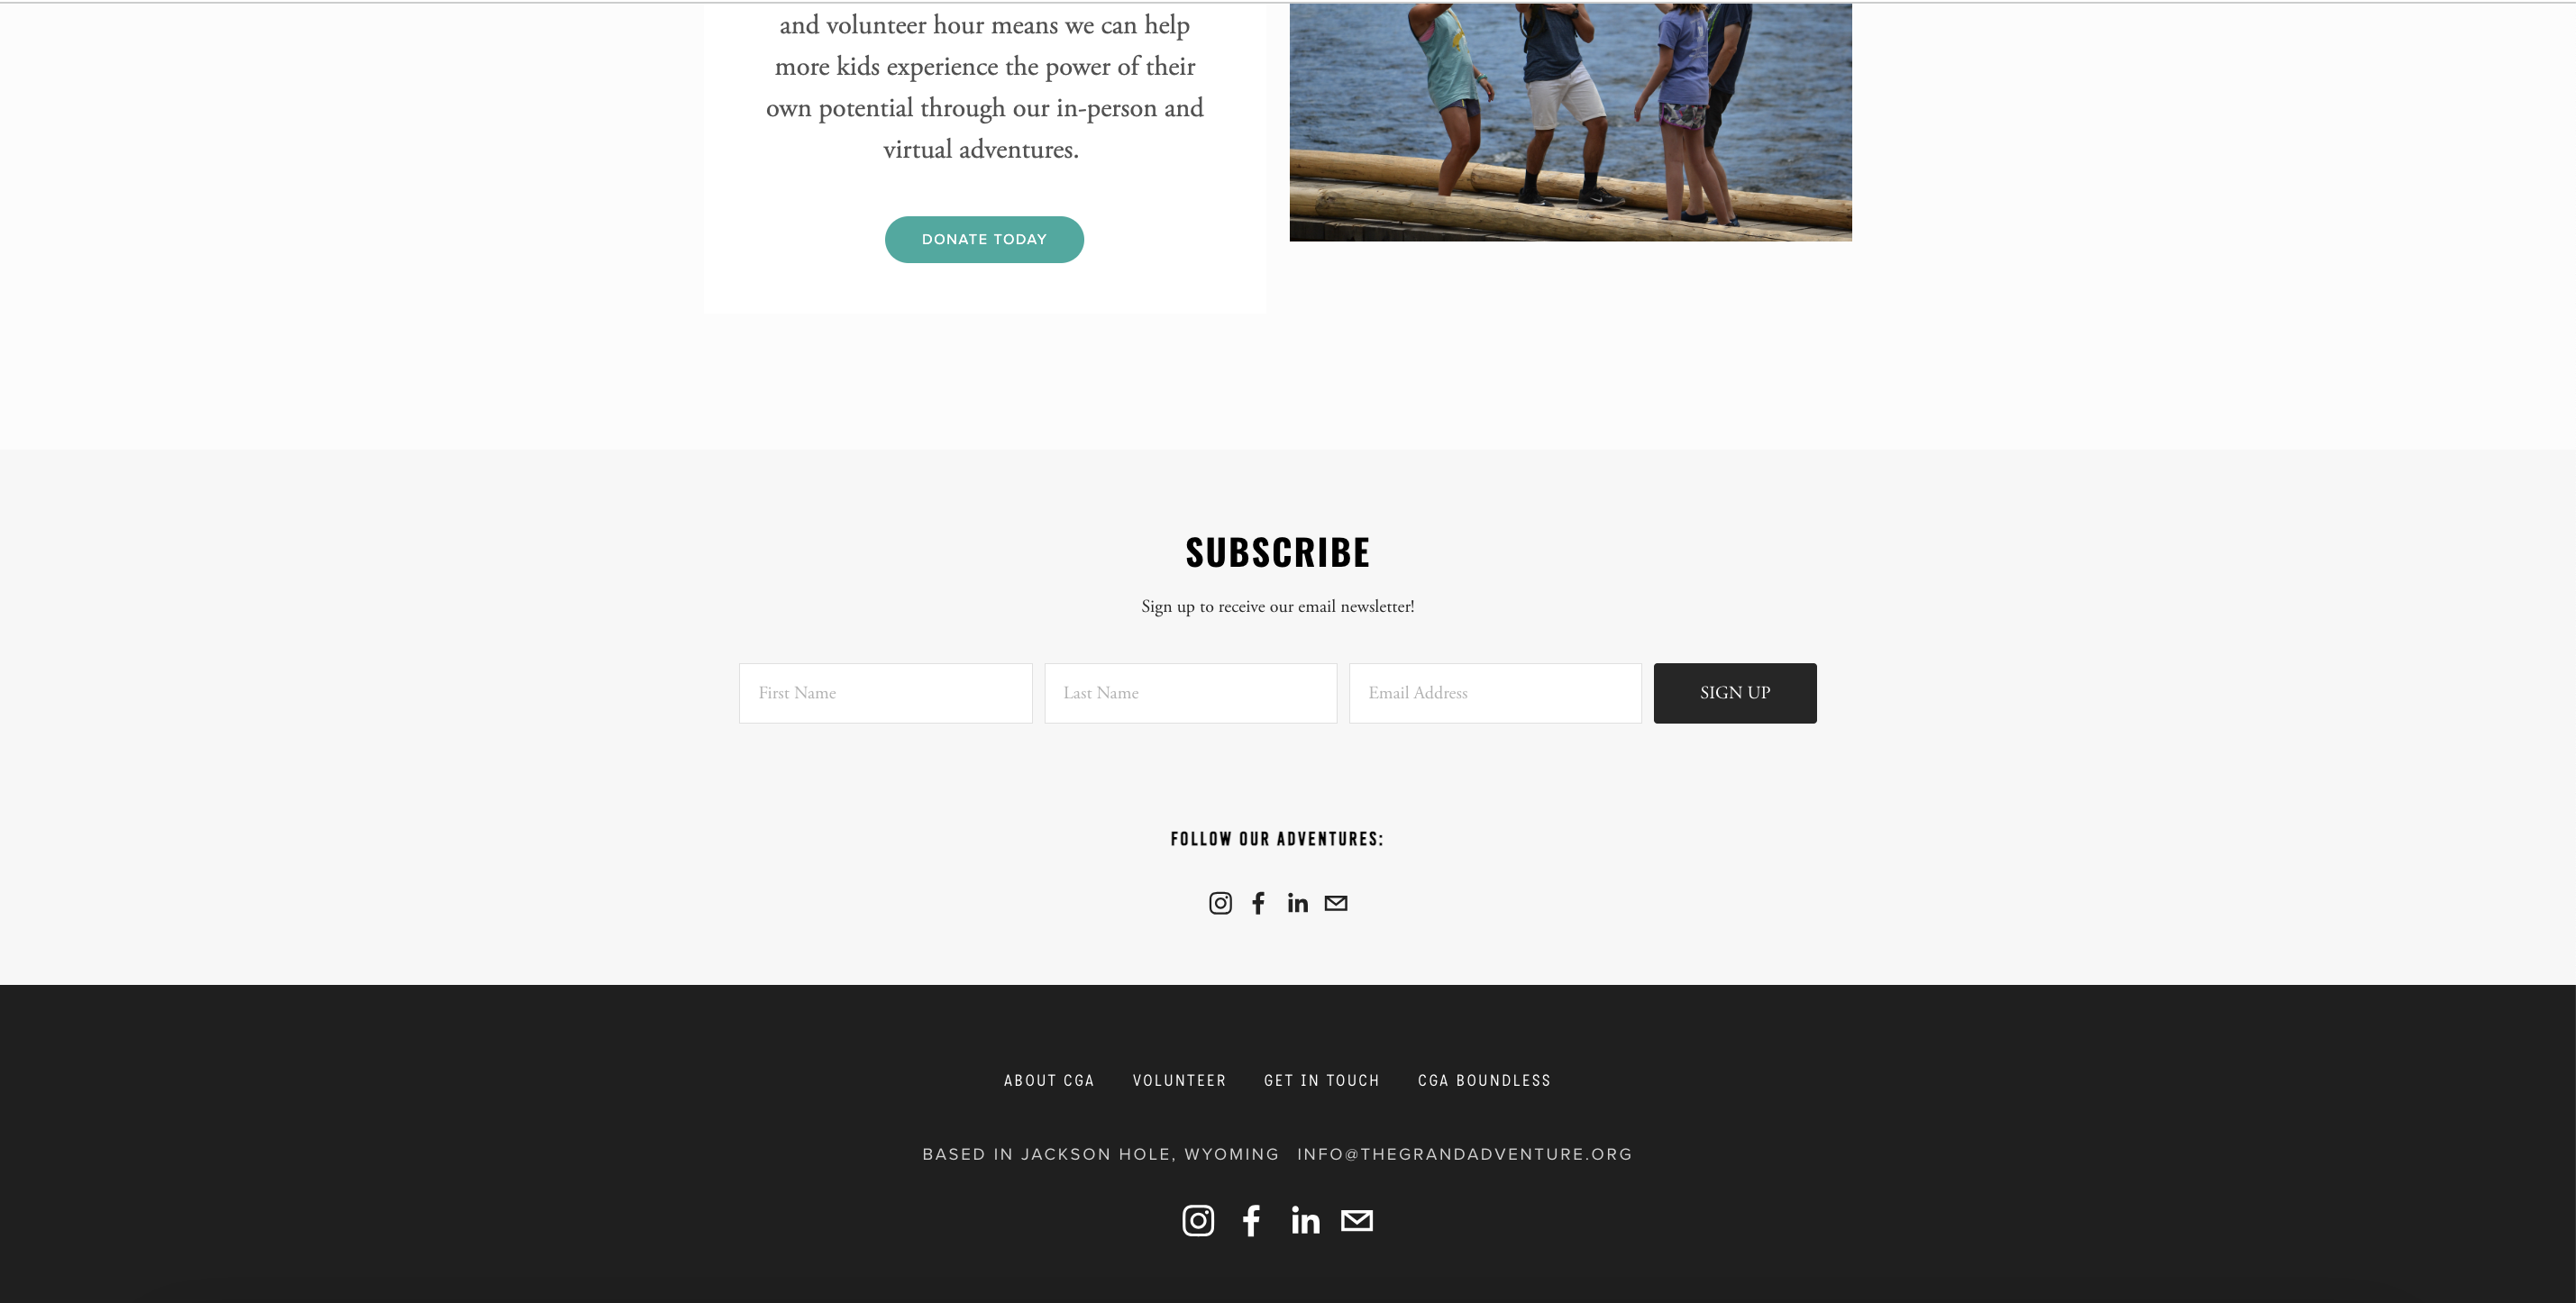 and volunteer hour means we can help
more kids experience the power of their
own potential through our in-person and
virtual adventures.
DONATE TODAY
SUBSCRIBE
Sign up to receive our email newsletter!
First Name Last Name Email Address SIGN UP
FOLLOW OUR ADVENTURES:
ABOUT CGA VOLUNTEER GET IN TOUCH CGA BOUNDLESS
BASED IN JACKSON HOLE, WYOMING INFO@THEGRANDADVENTURE.ORG